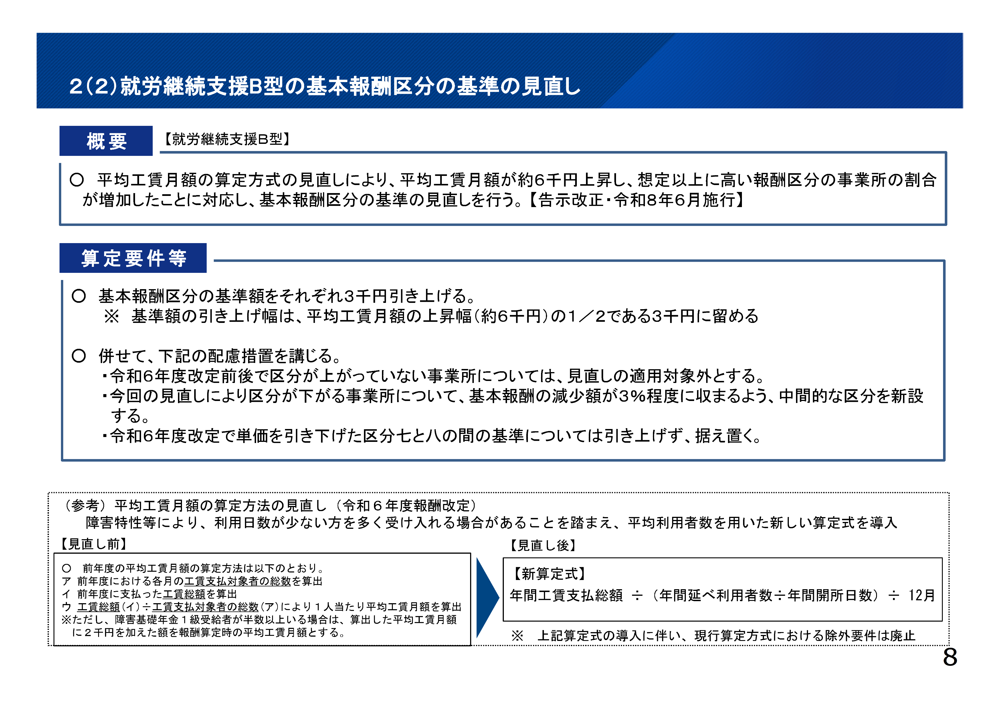 ２（２）就労継続支援B型の基本報酬区分の基準の見直し
概要
【就労継続支援Ｂ型】
○　平均工賃月額の算定方式の見直しにより、平均工賃月額が約６千円上昇し、想定以上に高い報酬区分の事業所の割合
が増加したことに対応し、基本報酬区分の基準の見直しを行う。【告示改正・令和８年６月施行】
算定要件等
○　基本報酬区分の基準額をそれぞれ３千円引き上げる。
※　基準額の引き上げ幅は、平均工賃月額の上昇幅（約６千円）の１／２である３千円に留める
○　併せて、下記の配慮措置を講じる。
・令和６年度改定前後で区分が上がっていない事業所については、見直しの適用対象外とする。
・今回の見直しにより区分が下がる事業所について、基本報酬の減少額が３％程度に収まるよう、中間的な区分を新設
する。
・令和６年度改定で単価を引き下げた区分七と八の間の基準については引き上げず、据え置く。
（参考）平均工賃月額の算定方法の見直し（令和６年度報酬改定）
障害特性等により、利用日数が少ない方を多く受け入れる場合があることを踏まえ、平均利用者数を用いた新しい算定式を導入
【見直し前】
○　前年度の平均工賃月額の算定方法は以下のとおり。
ア 前年度における各月の工賃支払対象者の総数を算出
イ 前年度に支払った工賃総額を算出
ウ 工賃総額(イ)÷工賃支払対象者の総数(ア)により１人当たり平均工賃月額を算出
※ただし、障害基礎年金１級受給者が半数以上いる場合は、算出した平均工賃月額
に２千円を加えた額を報酬算定時の平均工賃月額とする。
【見直し後】
【新算定式】
年間工賃支払総額 ÷（年間延べ利用者数÷年間開所日数）÷ 12月
※　上記算定式の導入に伴い、現行算定方式における除外要件は廃止
8